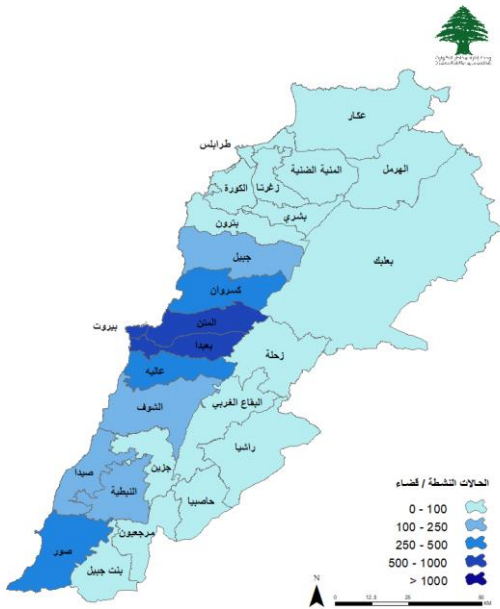 عكار
طرابلس
المنية الضنية
الهرمل
زغرتا
الكورة
بشري
بترون
بعلبك
جبيل
كسروان
المتن
بيروت
بعبدا
زحلة
عاليه
البقاع الغربي
الشوف
راشيا
جزين
صيدا
النبطية
حاصبيا
مرجعيون
صور
بنت جبيل
الحالات النشطة / قضاء
0 - 100
100 - 250
250 - 500
500 - 1000
> 1000
N
0 12.5 25 50
KM